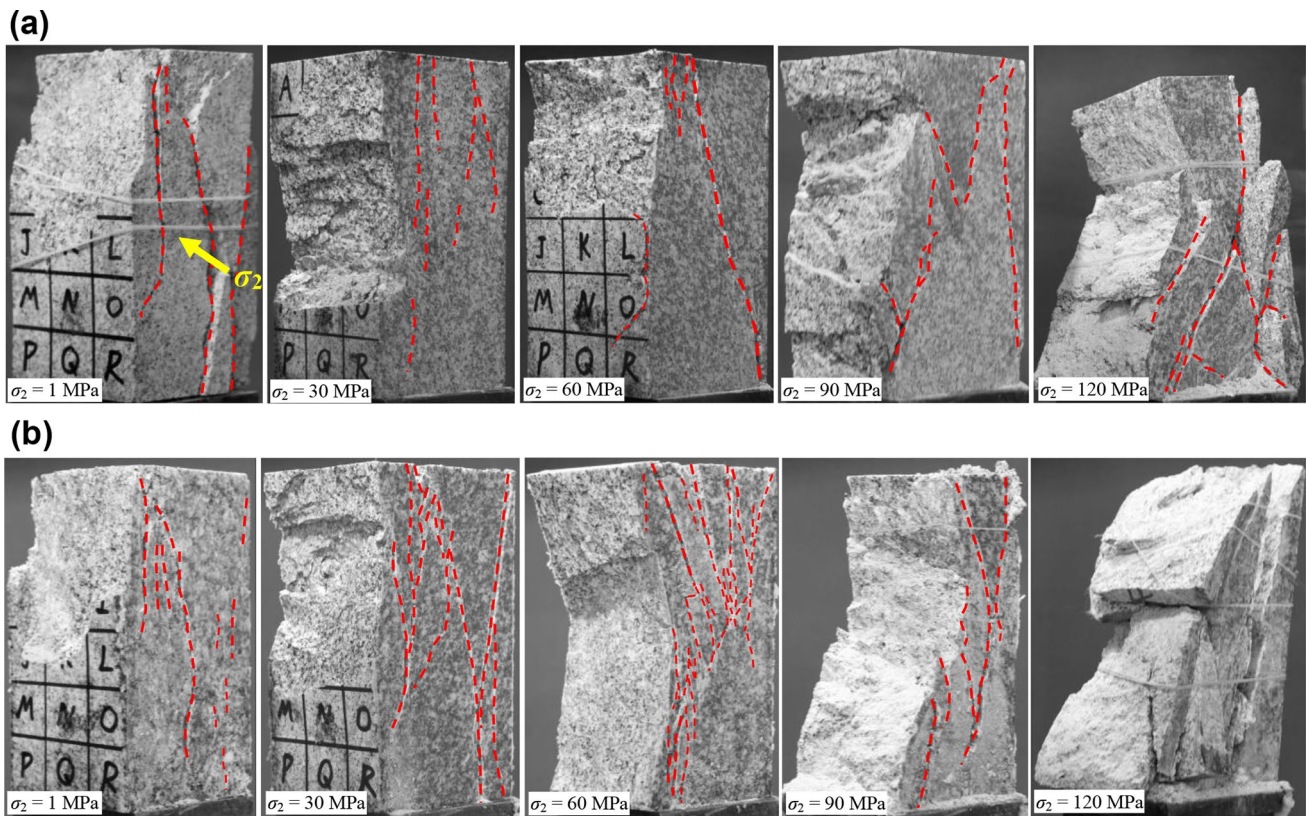 (a)
J L
M N O
P Q R
σ2
σ2 = 1 MPa
A
O
P Q R
σ2 = 30 MPa
J K L
M N O
P Q R
σ2 = 60 MPa
σ2 = 90 MPa
σ2 = 120 MPa
(b)
L
M N O
P Q R
σ2 = 1 MPa
M N O
P Q R
σ2 = 30 MPa
σ2 = 60 MPa
σ2 = 90 MPa
σ2 = 120 MPa